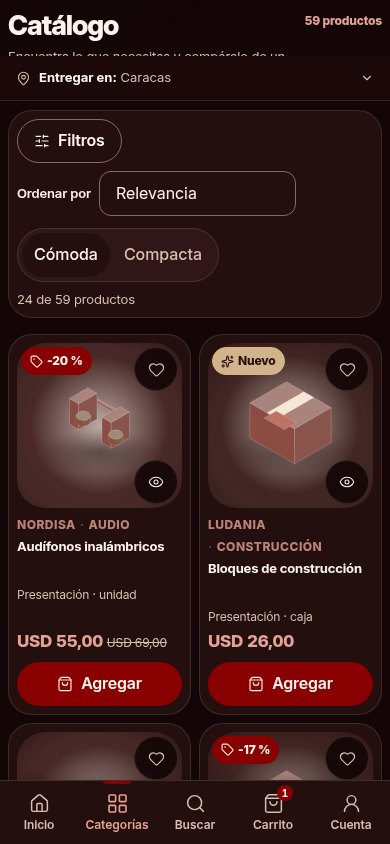 Catálogo
59 productos
Entregar en: Caracas
Filtros
Ordenar por
Relevancia
Cómoda
Compacta
24 de 59 productos
-20 %
NORDISA · AUDIO
Audífonos inalámbricos
Presentación · unidad
USD 55,00 USD 69,00
Agregar
Nuevo
LUDANIA
· CONSTRUCCIÓN
Bloques de construcción
Presentación · caja
USD 26,00
Agregar
-17 %
Inicio
Categorías
Buscar
1
Carrito
Cuenta